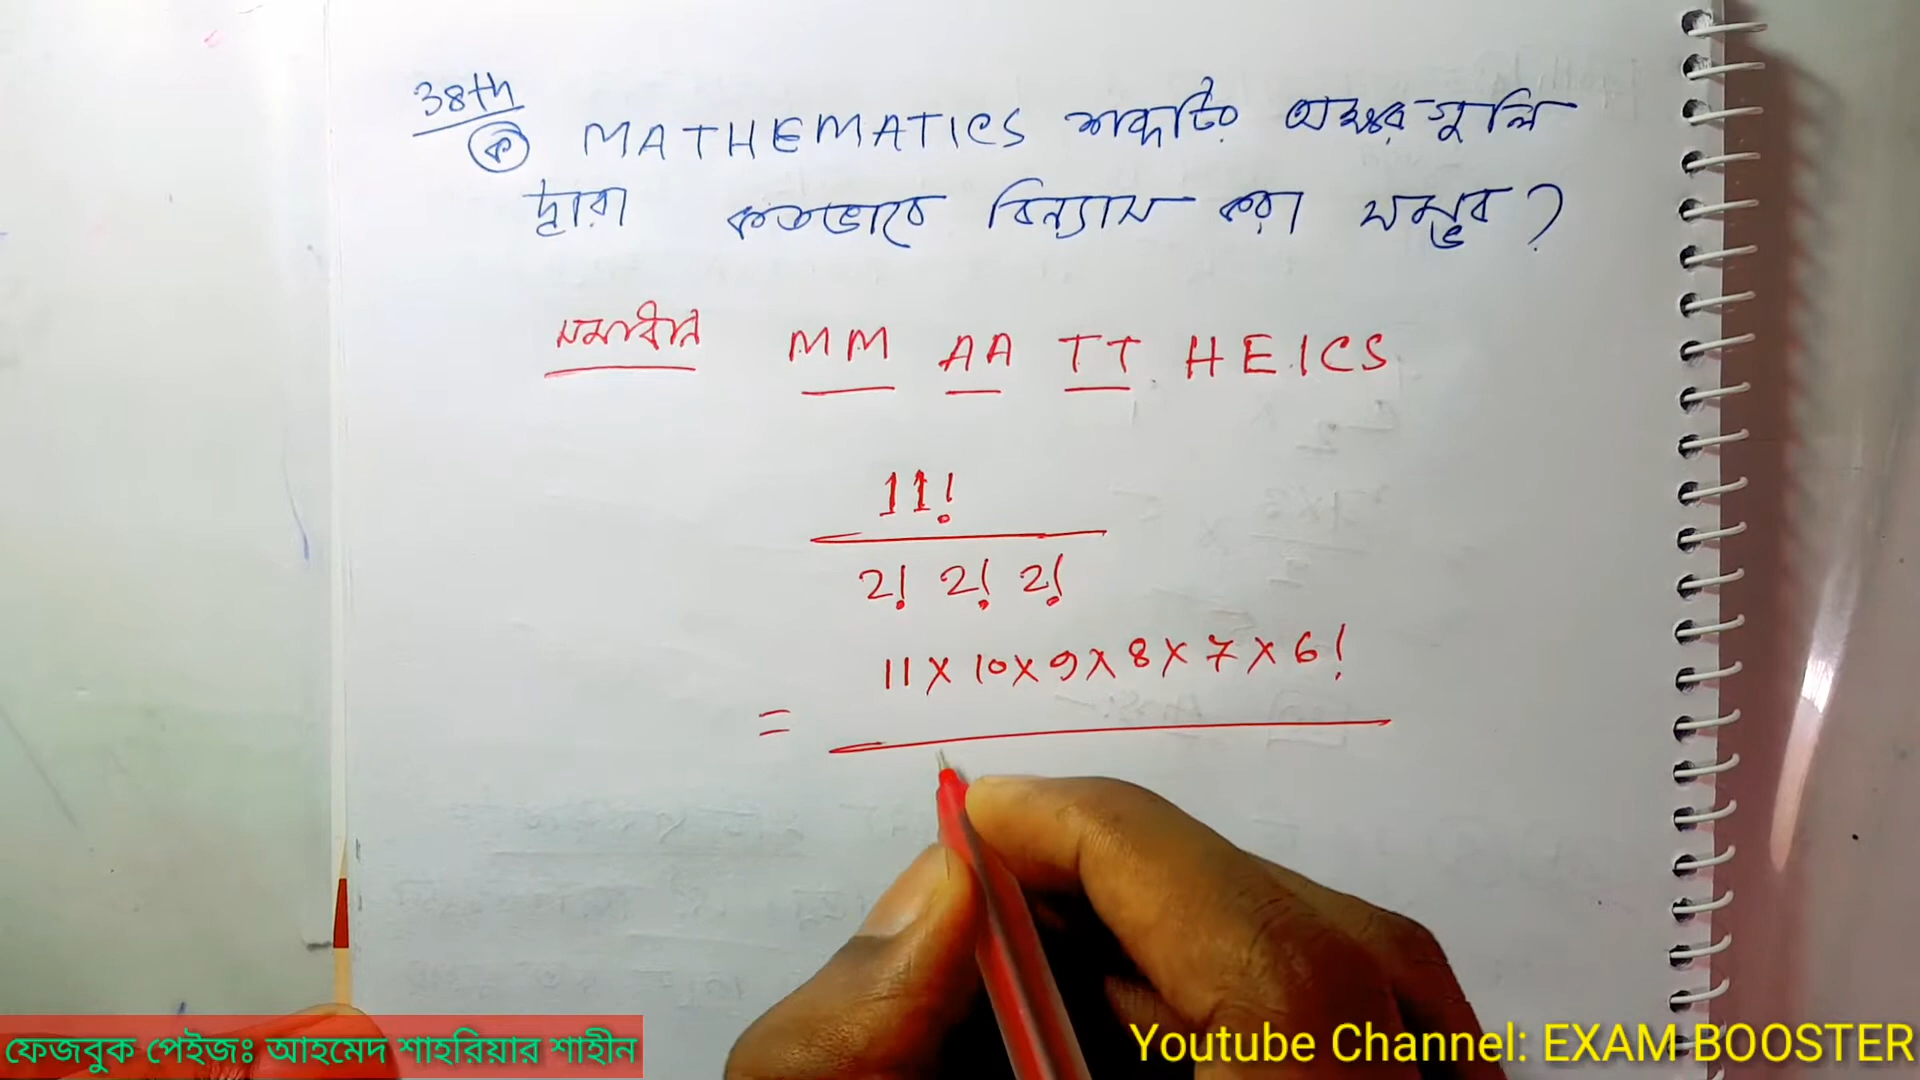 38th
ক MATHEMATICS শব্দটির অক্ষর গুলি
দ্বারা কতভাবে বিন্যাস করা সম্ভব?
সমাধান MM AA TT HEICS
11!
2! 2! 2!
11 x 10 x 9 x 8 x 7 x 6!
=
ফেজবুক পেইজঃ আহমেদ শাহরিয়ার শাহীন
Youtube Channel: EXAM BOOSTER